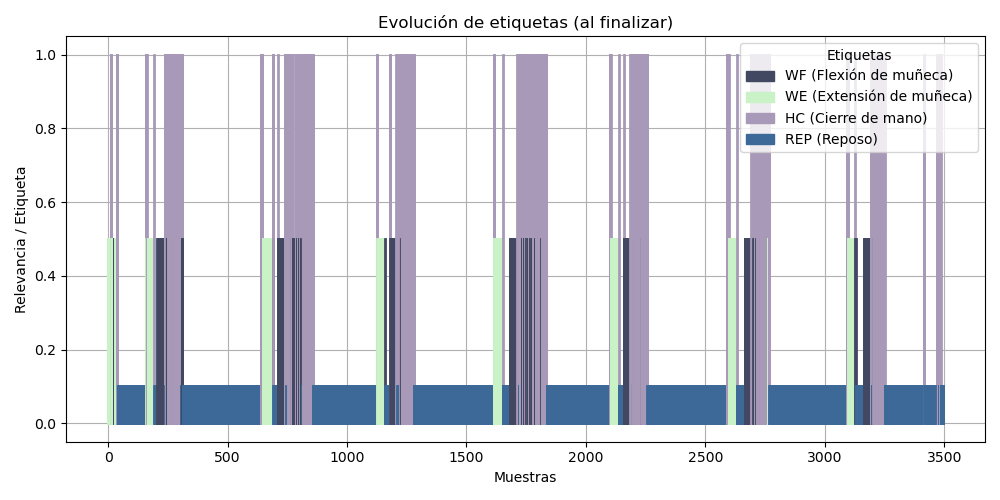 Evolución de etiquetas (al finalizar)
Relevancia / Etiqueta
1.0
0.8
0.6
0.4
0.2
0.0
Etiquetas
WF (Flexión de muñeca)
WE (Extensión de muñeca)
HC (Cierre de mano)
REP (Reposo)
0 500 1000 1500 2000 2500 3000 3500
Muestras